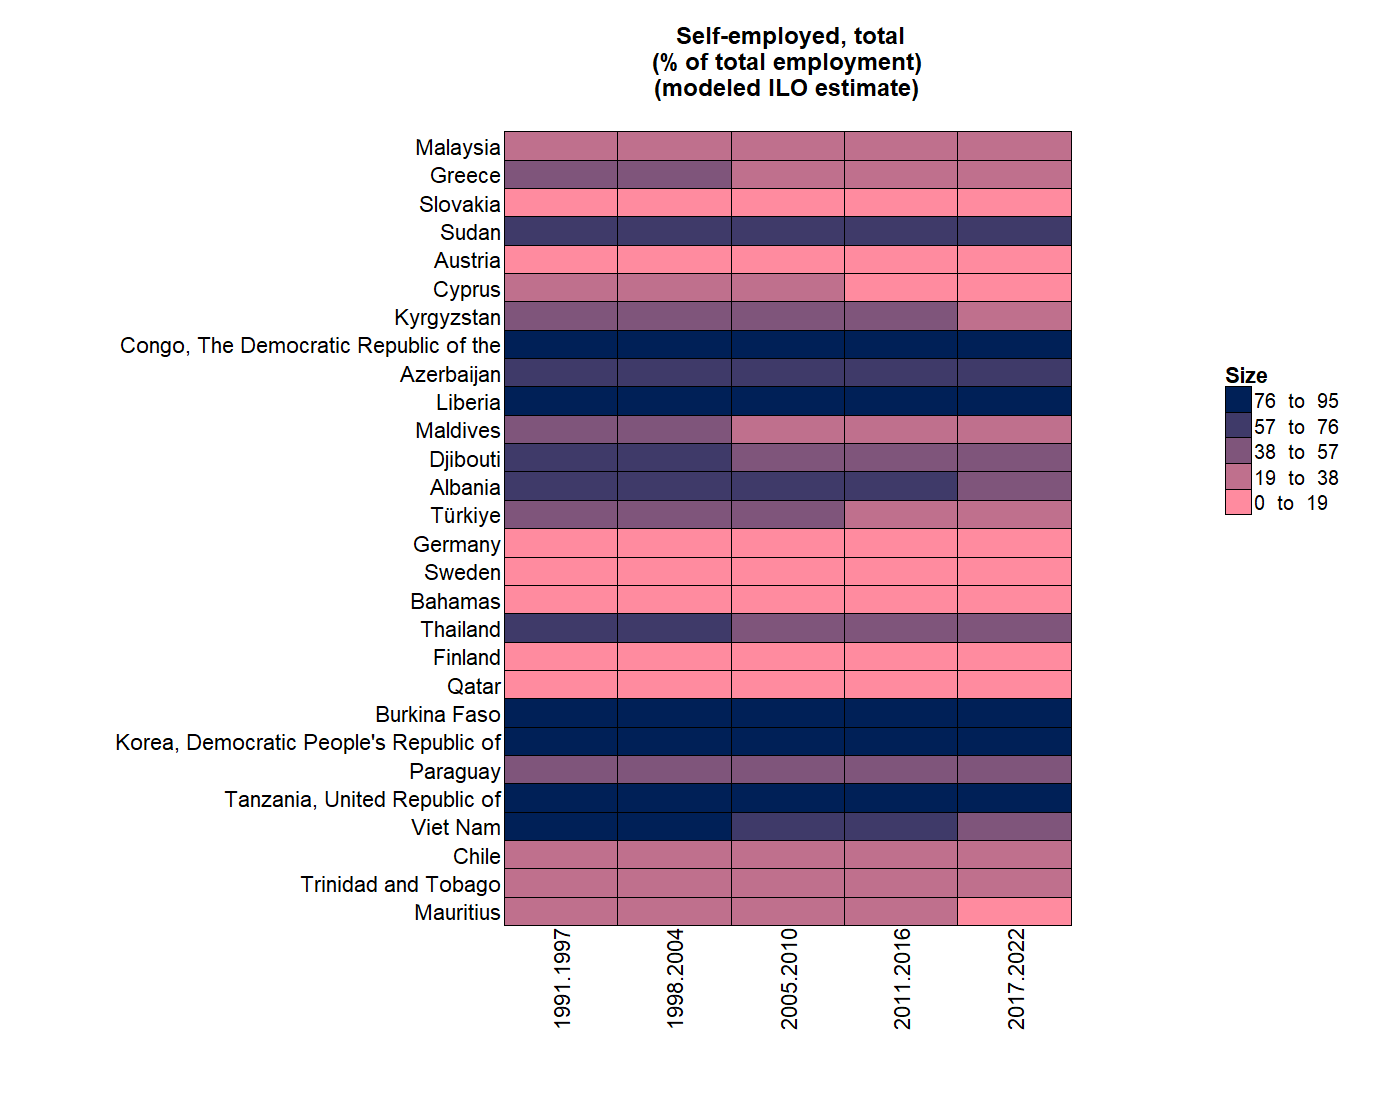 Self-employed, total
(% of total employment)
(modeled ILO estimate)
Malaysia
Greece
Slovakia
Sudan
Austria
Cyprus
Kyrgyzstan
Congo, The Democratic Republic of the
Azerbaijan
Liberia
Maldives
Djibouti
Albania
Türkiye
Germany
Sweden
Bahamas
Thailand
Finland
Qatar
Burkina Faso
Korea, Democratic People's Republic of
Paraguay
Tanzania, United Republic of
Viet Nam
Chile
Trinidad and Tobago
Mauritius
1991.1997
1998.2004
2005.2010
2011.2016
2017.2022
Size
76 to 95
57 to 76
38 to 57
19 to 38
0 to 19